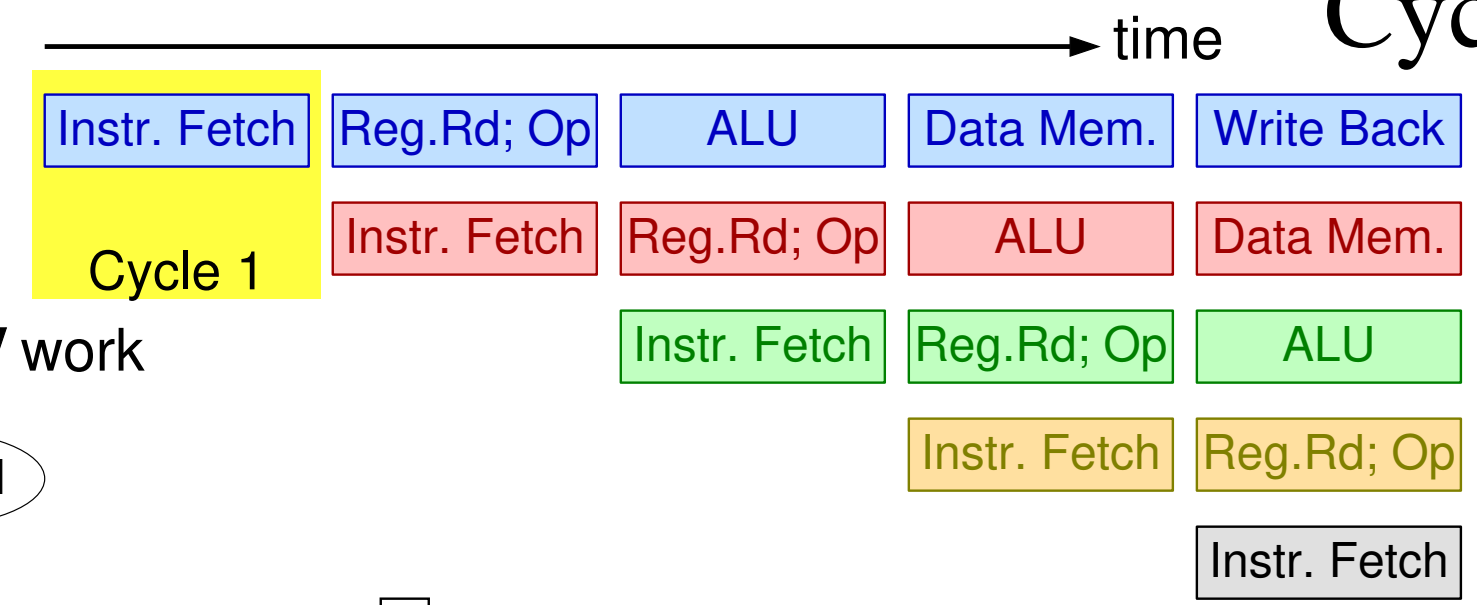 time
Instr. Fetch Reg.Rd; Op ALU Data Mem. Write Back
Instr. Fetch Reg.Rd; Op ALU Data Mem.
Cycle 1
work
Instr. Fetch Reg.Rd; Op ALU
Instr. Fetch Reg.Rd; Op
Instr. Fetch